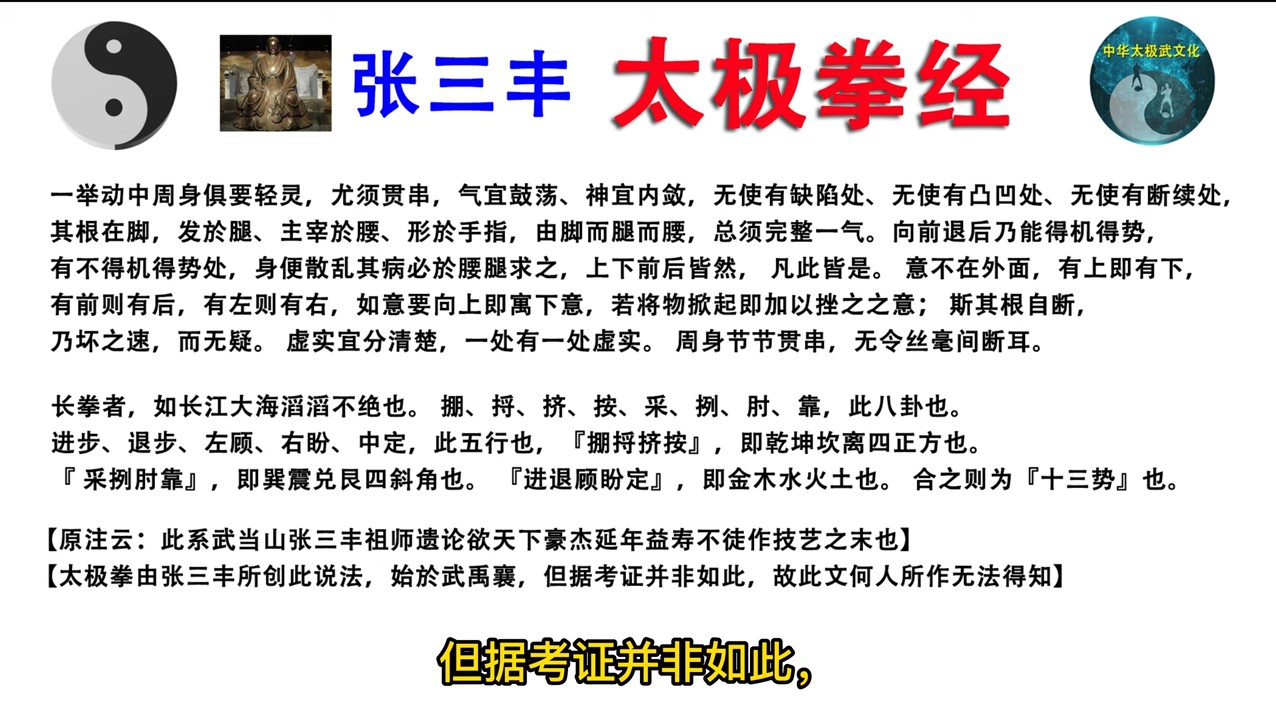 张三丰 太极拳经
中华太极武文化
一举动中周身俱要轻灵，尤须贯串，气宜鼓荡、神宜内敛，无使有缺陷处、无使有凸凹处、无使有断续处，
其根在脚，发於腿、主宰於腰、形於手指，由脚而腿而腰，总须完整一气。向前退后乃能得机得势，
有不得机得势处，身便散乱其病必於腰腿求之，上下前后皆然， 凡此皆是。 意不在外面，有上即有下，
有前则有后，有左则有右，如意要向上即寓下意，若将物掀起即加以挫之之意； 斯其根自断，
乃坏之速，而无疑。 虚实宜分清楚，一处有一处虚实。 周身节节贯串，无令丝毫间断耳。
长拳者，如长江大海滔滔不绝也。 掤、捋、挤、按、采、挒、肘、靠，此八卦也。
进步、退步、左顾、右盼、中定，此五行也，『掤捋挤按』，即乾坤坎离四正方也。
『 采挒肘靠』，即巽震兑艮四斜角也。 『进退顾盼定』，即金木水火土也。 合之则为『十三势』也。
【原注云：此系武当山张三丰祖师遗论欲天下豪杰延年益寿不徒作技艺之末也】
【太极拳由张三丰所创此说法，始於武禹襄，但据考证并非如此，故此文何人所作无法得知】
但据考证并非如此，